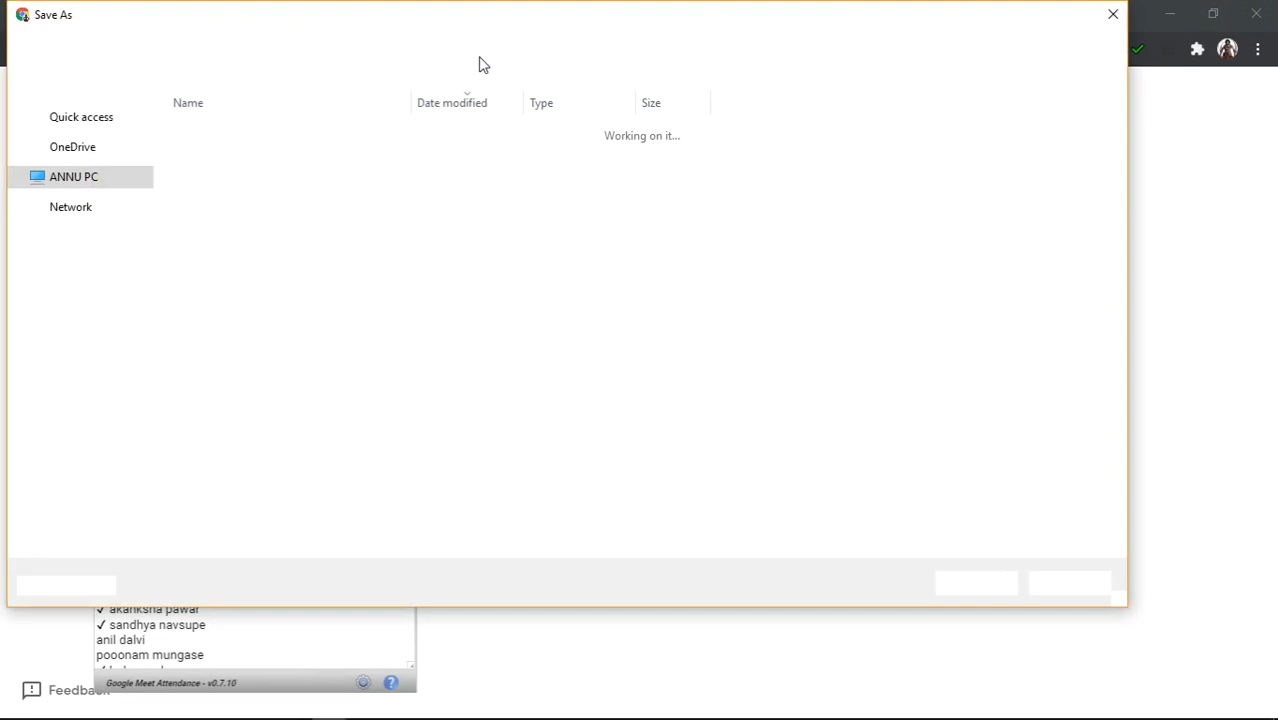 Save As
Name Date modified Type Size
Working on it...
Quick access
OneDrive
ANNU PC
Network
✓ akanksha pawar
✓ sandhya navsupe
anil dalvi
pooonam mungase
Google Meet Attendance - v0.7.10
Feedback